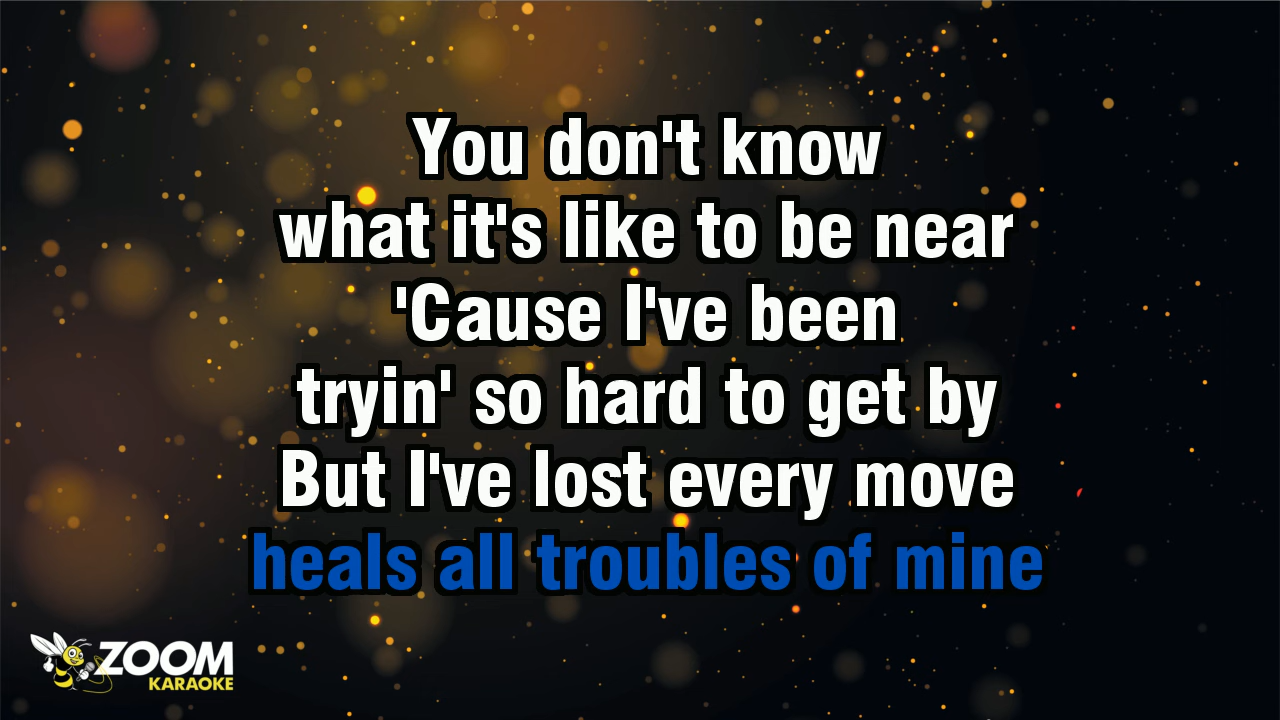 You don't know
what it's like to be near
'Cause I've been
tryin' so hard to get by
But I've lost every move
heals all troubles of mine
ZOOM
KARAOKE